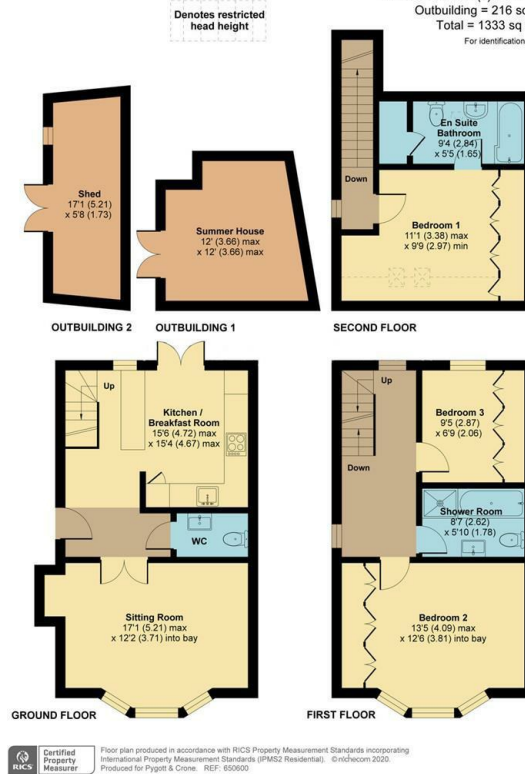 Denotes restricted
head height
Outbuilding = 216
Total = 1333 sq
For identification
Shed
17'1 (5.21)
x 5'8 (1.73)
Summer House
12' (3.66) max
x 12' (3.66) max
OUTBUILDING 2
OUTBUILDING 1
En Suite
Bathroom
9'4 (2.84)
x 5'5 (1.65)
Down
Bedroom 1
11'1 (3.38) max
x 9'9 (2.97) min
SECOND FLOOR
Up
Kitchen /
Breakfast Room
15'6 (4.72) max
x 15'4 (4.67) max
WC
Sitting Room
17'1 (5.21) max
x 12'2 (3.71) into bay
GROUND FLOOR
Up
Down
Bedroom 3
9'5 (2.87)
x 6'9 (2.06)
Shower Room
8'7 (2.62)
x 5'10 (1.78)
Bedroom 2
13'5 (4.09) max
x 12'6 (3.81) into bay
FIRST FLOOR
RICS
Certified
Property
Measurer
Floor plan produced in accordance with RICS Property Measurement Standards incorporating
International Property Measurement Standards (IPMS2 Residential). ©nichecom 2020.
Produced for Pygott & Crone. REF: 650600